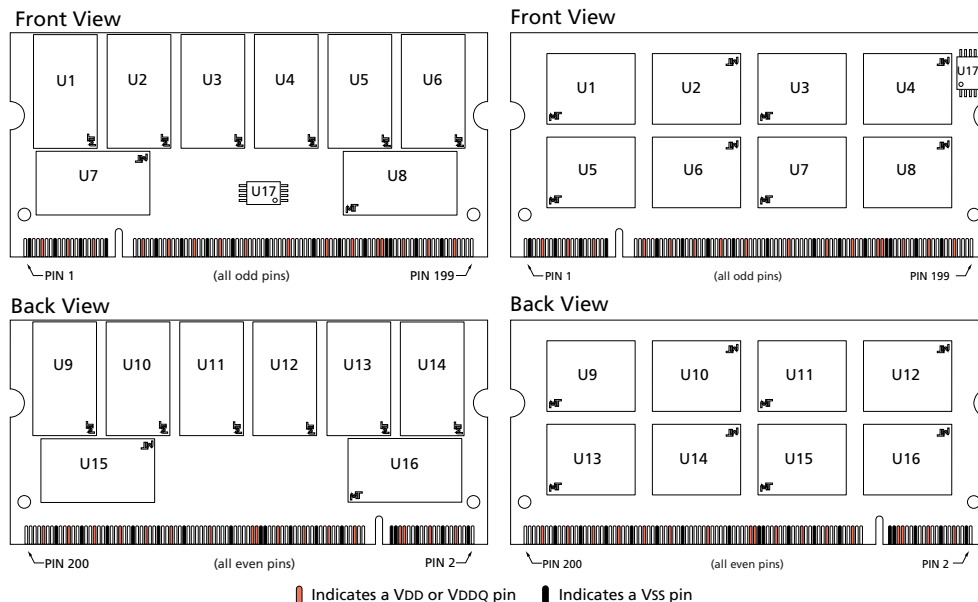 Front View
U1 U2 U3 U4 U5 U6
U7 U17 U8
PIN 1 (all odd pins) PIN 199
Front View
U1 U2 U3 U4 U17
U5 U6 U7 U8
PIN 1 (all odd pins) PIN 199
Back View
U9 U10 U11 U12 U13 U14
U15 U16
PIN 200 (all even pins) PIN 2
Back View
U9 U10 U11 U12
U13 U14 U15 U16
PIN 200 (all even pins) PIN 2
Indicates a VDD or VDDQ pin Indicates a VSS pin